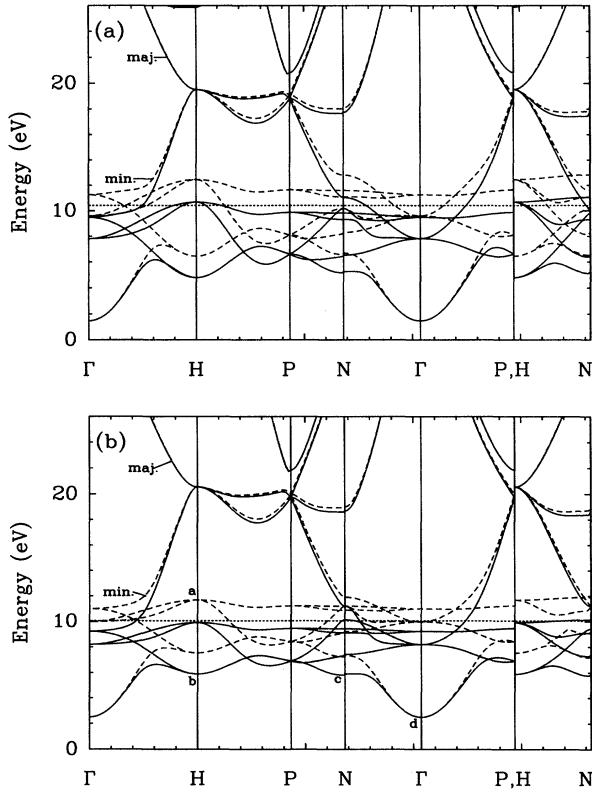 (a)
maj.
min.
20
10
0
Energy (eV)
Γ H P N Γ P,H N
(b)
maj.
min.
a
b
c
d
20
10
0
Energy (eV)
Γ H P N Γ P,H N